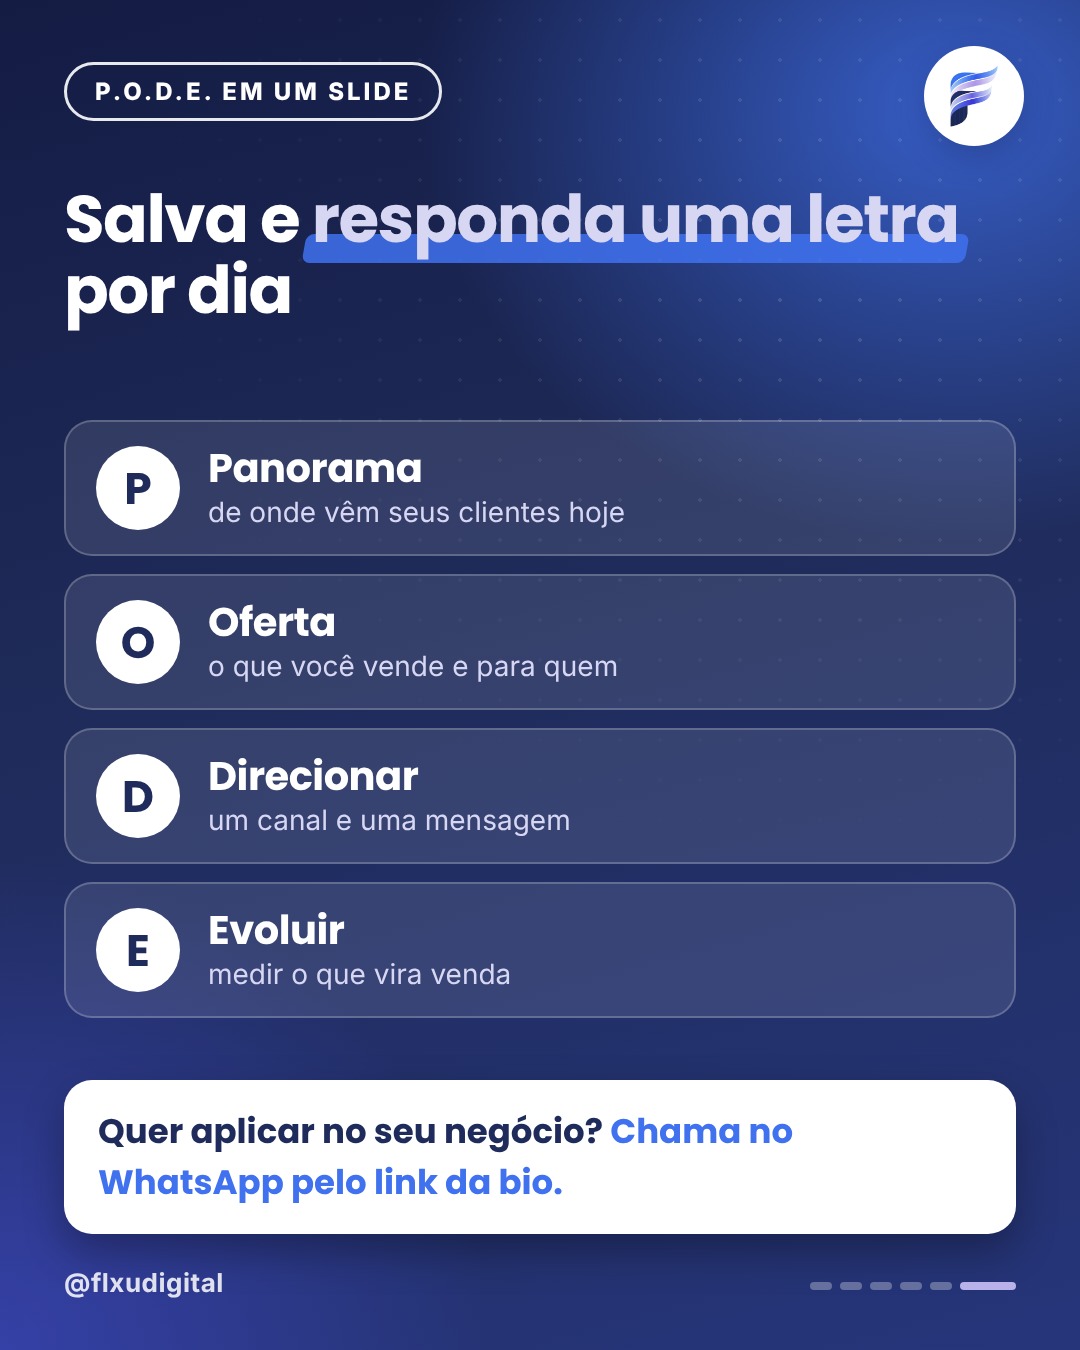 P.O.D.E. EM UM SLIDE
Salva e responda uma letra
por dia
P
Panorama
de onde vêm seus clientes hoje
O
Oferta
o que você vende e para quem
D
Direcionar
um canal e uma mensagem
E
Evoluir
medir o que vira venda
Quer aplicar no seu negócio? Chama no
WhatsApp pelo link da bio.
@flxudigital